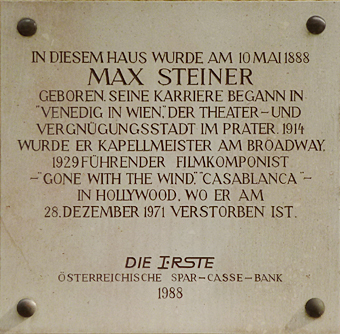 IN DIESEM HAUS WURDE AM 10 MAI 1888
MAX STEINER
GEBOREN. SEINE KARRIERE BEGANN IN
"VENEDIG IN WIEN," DER THEATER-UND
VERGNÜGUNGSSTADT IM PRATER. 1914
WURDE ER KAPELLMEISTER AM BROADWAY,
1929 FÜHRENDER FILMKOMPONIST
-"GONE WITH THE WIND," "CASABLANCA"-
IN HOLLYWOOD, WO ER AM
28. DEZEMBER 1971 VERSTORBEN IST.
DIE ERSTE
ÖSTERREICHISCHE SPAR-CASSE-BANK
1988